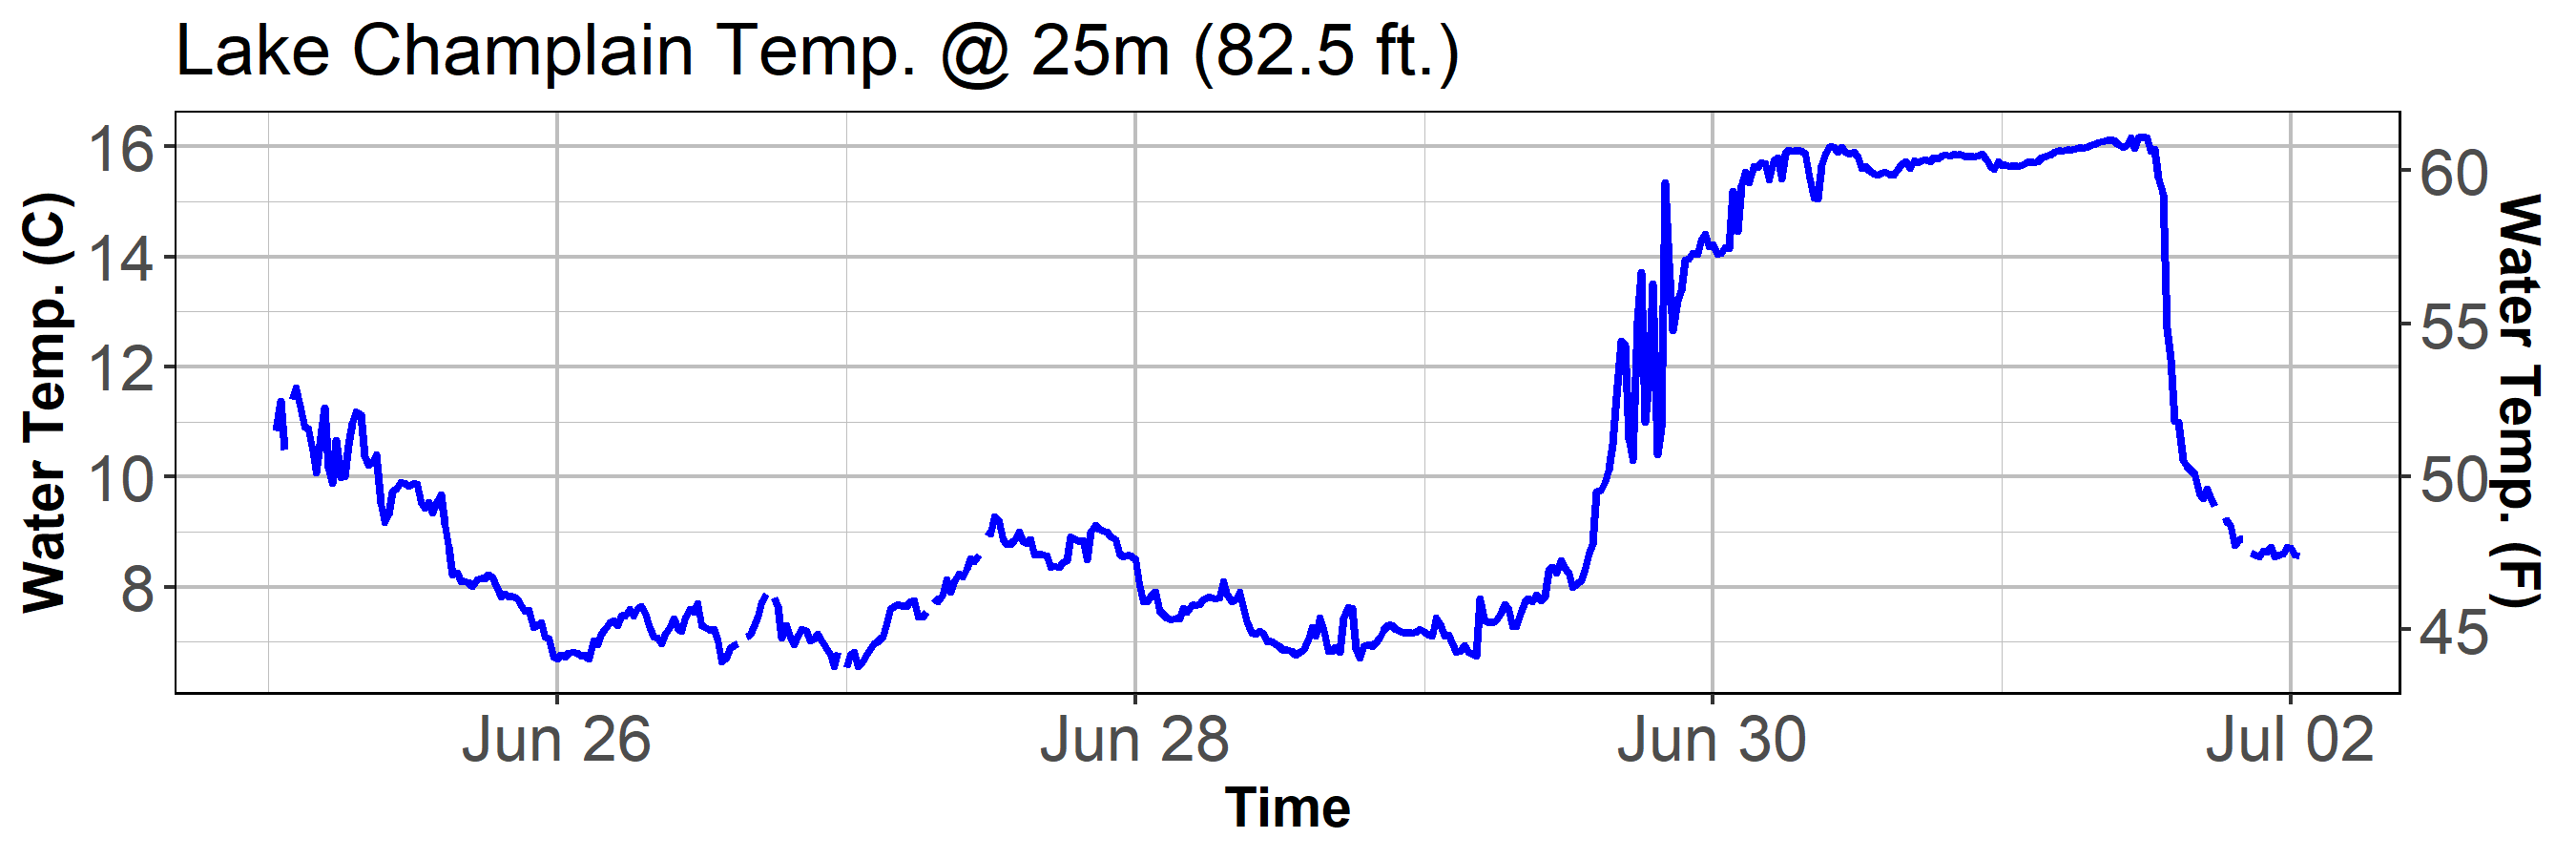 Lake Champlain Temp. @ 25m (82.5 ft.)
Water Temp. (C)
16
14
12
10
8
60
55
50
45
Water Temp. (F)
Jun 26
Jun 28
Jun 30
Jul 02
Time